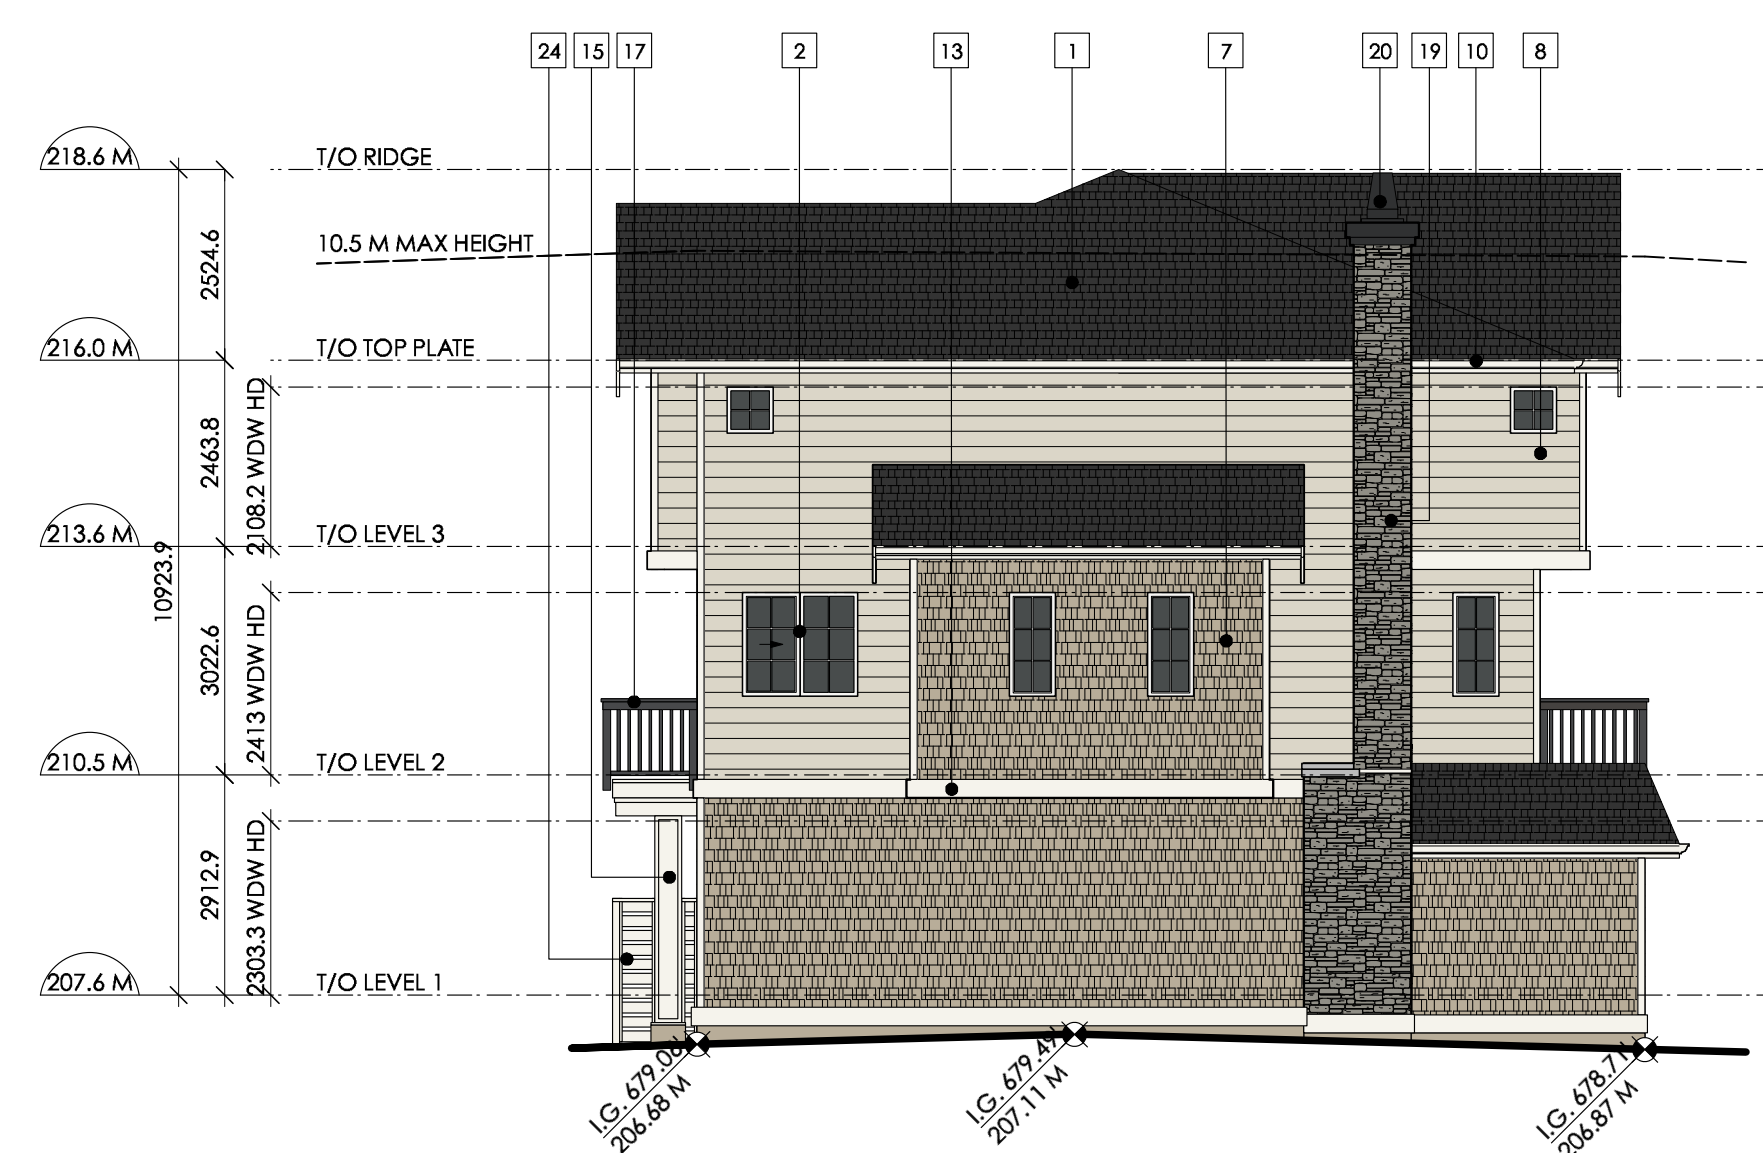 24 15 17 2 13 1 7 20 19 10 8
218.6 M
T/O RIDGE
2524.6
10.5 M MAX HEIGHT
216.0 M
T/O TOP PLATE
2463.8
2108.2 WDW HD
213.6 M
T/O LEVEL 3
10923.9
3022.6
2413 WDW HD
210.5 M
T/O LEVEL 2
2912.9
2303.3 WDW HD
207.6 M
T/O LEVEL 1
I.G. 679.06'
206.68 M
I.G. 679.49'
207.11 M
I.G. 678.71'
206.87 M